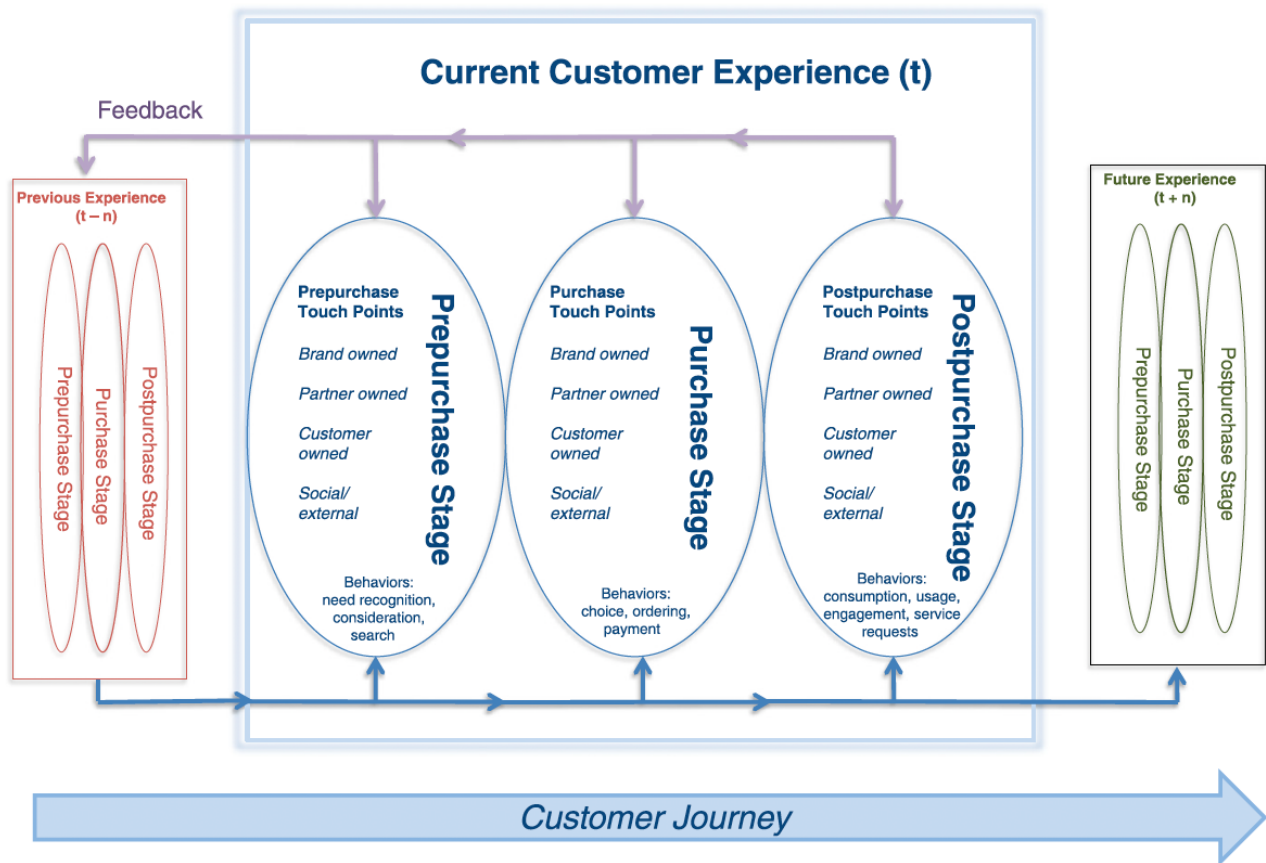 Current Customer Experience (t)
Feedback
Previous Experience
(t – n)
Prepurchase Stage
Purchase Stage
Postpurchase Stage
Prepurchase
Touch Points
Brand owned
Partner owned
Customer
owned
Social/
external
Prepurchase Stage
Behaviors:
need recognition,
consideration,
search
Purchase
Touch Points
Brand owned
Partner owned
Customer
owned
Social/
external
Purchase Stage
Behaviors:
choice, ordering,
payment
Postpurchase
Touch Points
Brand owned
Partner owned
Customer
owned
Social/
external
Postpurchase Stage
Behaviors:
consumption, usage,
engagement, service
requests
Future Experience
(t + n)
Prepurchase Stage
Purchase Stage
Postpurchase Stage
Customer Journey